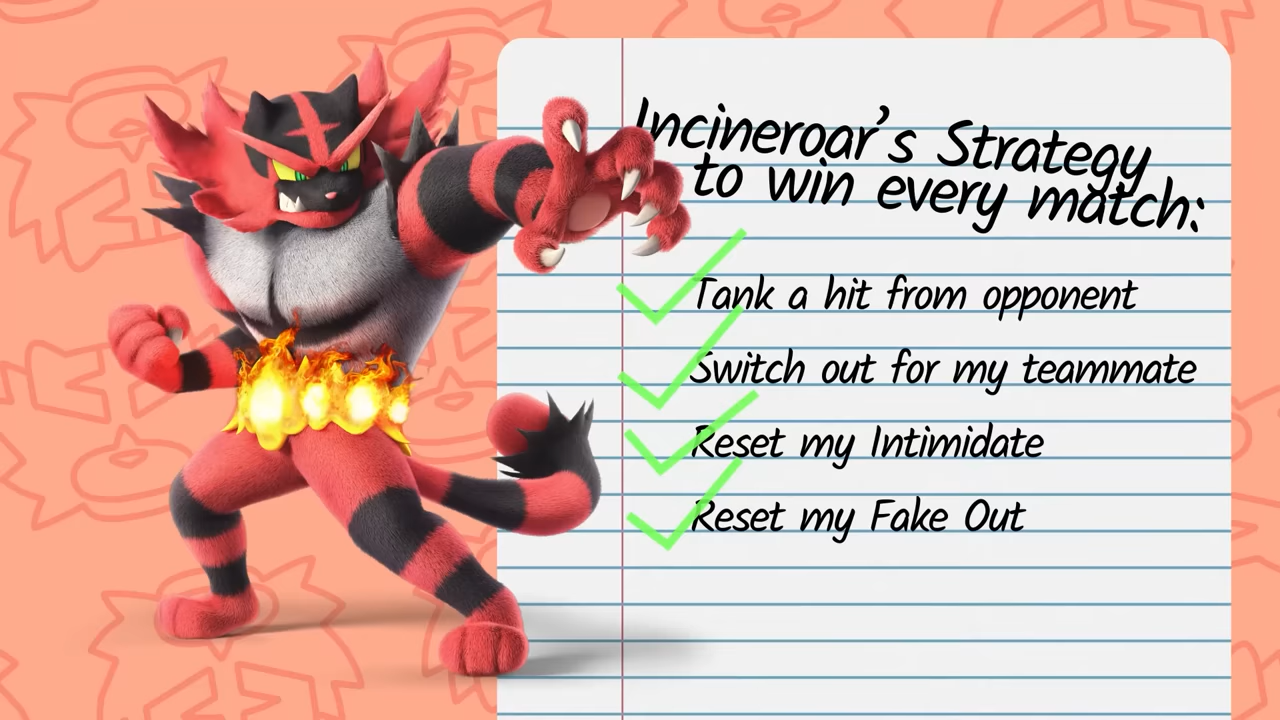 Incineroar's Strategy
to win every match:
Tank a hit from opponent
Switch out for my teammate
Reset my Intimidate
Reset my Fake Out